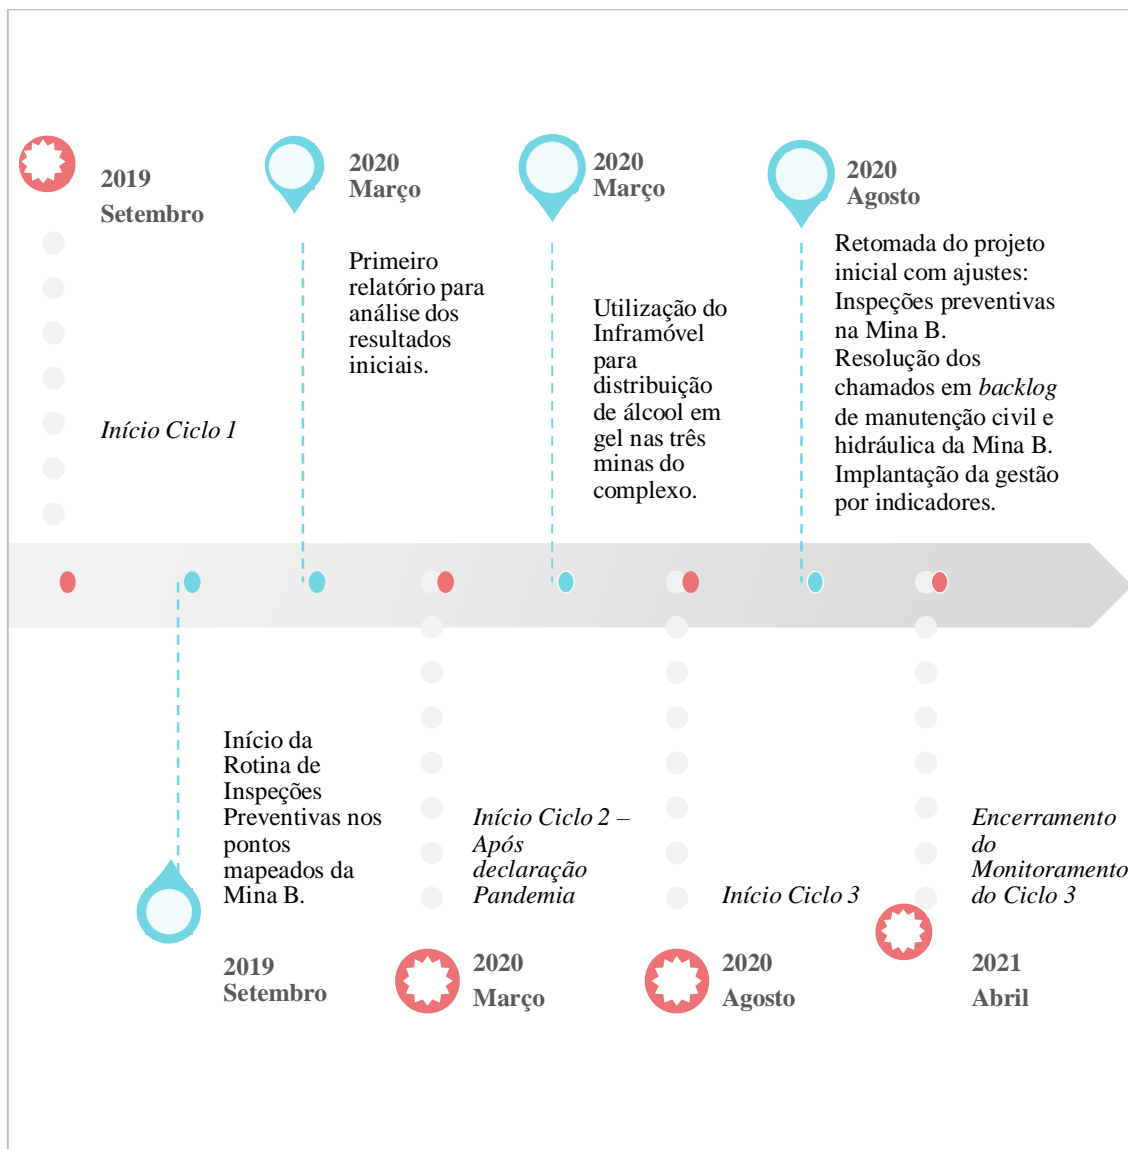 2019
Setembro
Início Ciclo 1
2020
Março
Primeiro
relatório para
análise dos
resultados
iniciais.
2020
Março
Utilização do
Inframóvel
para
distribuição
de álcool em
gel nas três
minas do
complexo.
2020
Agosto
Retomada do projeto
inicial com ajustes:
Inspeções preventivas
na Mina B.
Resolução dos
chamados em backlog
de manutenção civil e
hidráulica da Mina B.
Implantação da gestão
por indicadores.
Início da
Rotina de
Inspeções
Preventivas nos
pontos
mapeados da
Mina B.
2019
Setembro
Início Ciclo 2 –
Após
declaração
Pandemia
2020
Março
Início Ciclo 3
2020
Agosto
Encerramento
do
Monitoramento
do Ciclo 3
2021
Abril